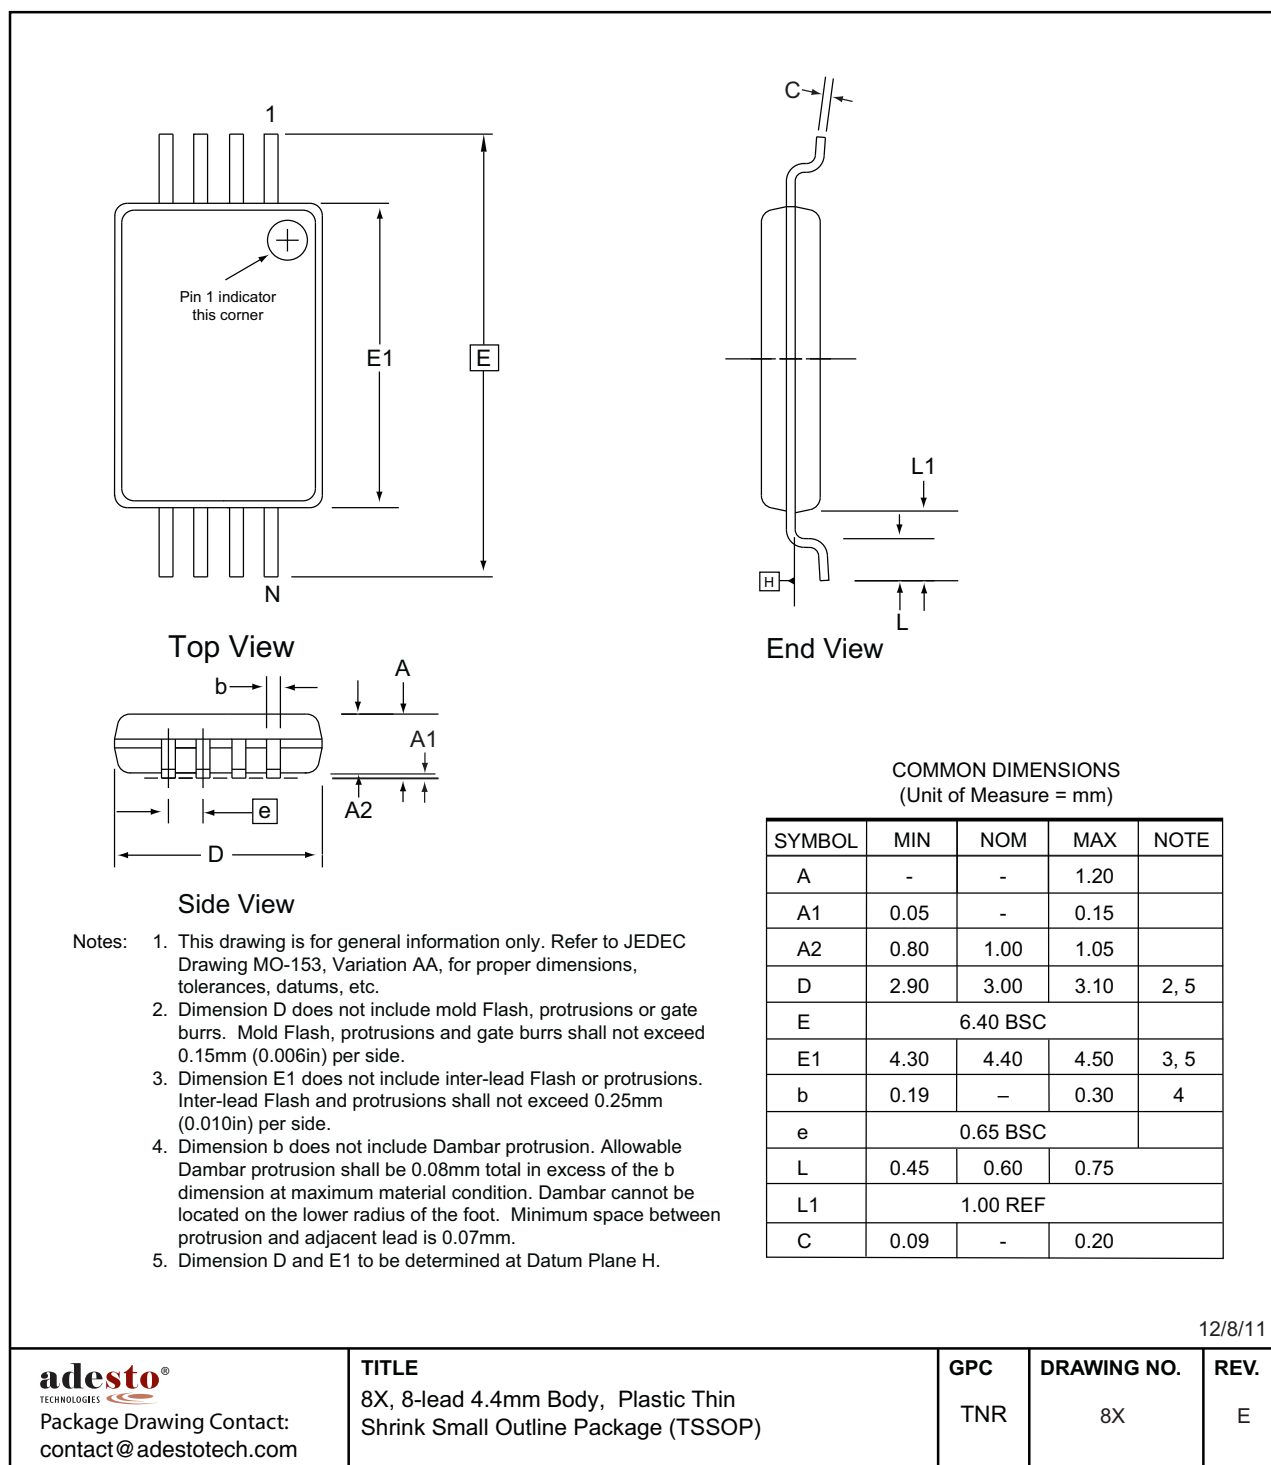 1
C
Pin 1 indicator
this corner
E1
E
L1
H
N
L
Top View
End View
A
b
A1
e
A2
D
Side View
COMMON DIMENSIONS
(Unit of Measure = mm)
SYMBOL MIN NOM MAX NOTE
A - - 1.20
A1 0.05 - 0.15
A2 0.80 1.00 1.05
D 2.90 3.00 3.10 2, 5
E 6.40 BSC
E1 4.30 4.40 4.50 3, 5
b 0.19 – 0.30 4
e 0.65 BSC
L 0.45 0.60 0.75
L1 1.00 REF
C 0.09 - 0.20
Notes: 1. This drawing is for general information only. Refer to JEDEC
Drawing MO-153, Variation AA, for proper dimensions,
tolerances, datums, etc.
2. Dimension D does not include mold Flash, protrusions or gate
burrs. Mold Flash, protrusions and gate burrs shall not exceed
0.15mm (0.006in) per side.
3. Dimension E1 does not include inter-lead Flash or protrusions.
Inter-lead Flash and protrusions shall not exceed 0.25mm
(0.010in) per side.
4. Dimension b does not include Dambar protrusion. Allowable
Dambar protrusion shall be 0.08mm total in excess of the b
dimension at maximum material condition. Dambar cannot be
located on the lower radius of the foot. Minimum space between
protrusion and adjacent lead is 0.07mm.
5. Dimension D and E1 to be determined at Datum Plane H.
12/8/11
adesto®
TECHNOLOGIES
Package Drawing Contact:
contact@adestotech.com
TITLE
8X, 8-lead 4.4mm Body, Plastic Thin
Shrink Small Outline Package (TSSOP)
GPC
TNR
DRAWING NO.
8X
REV.
E